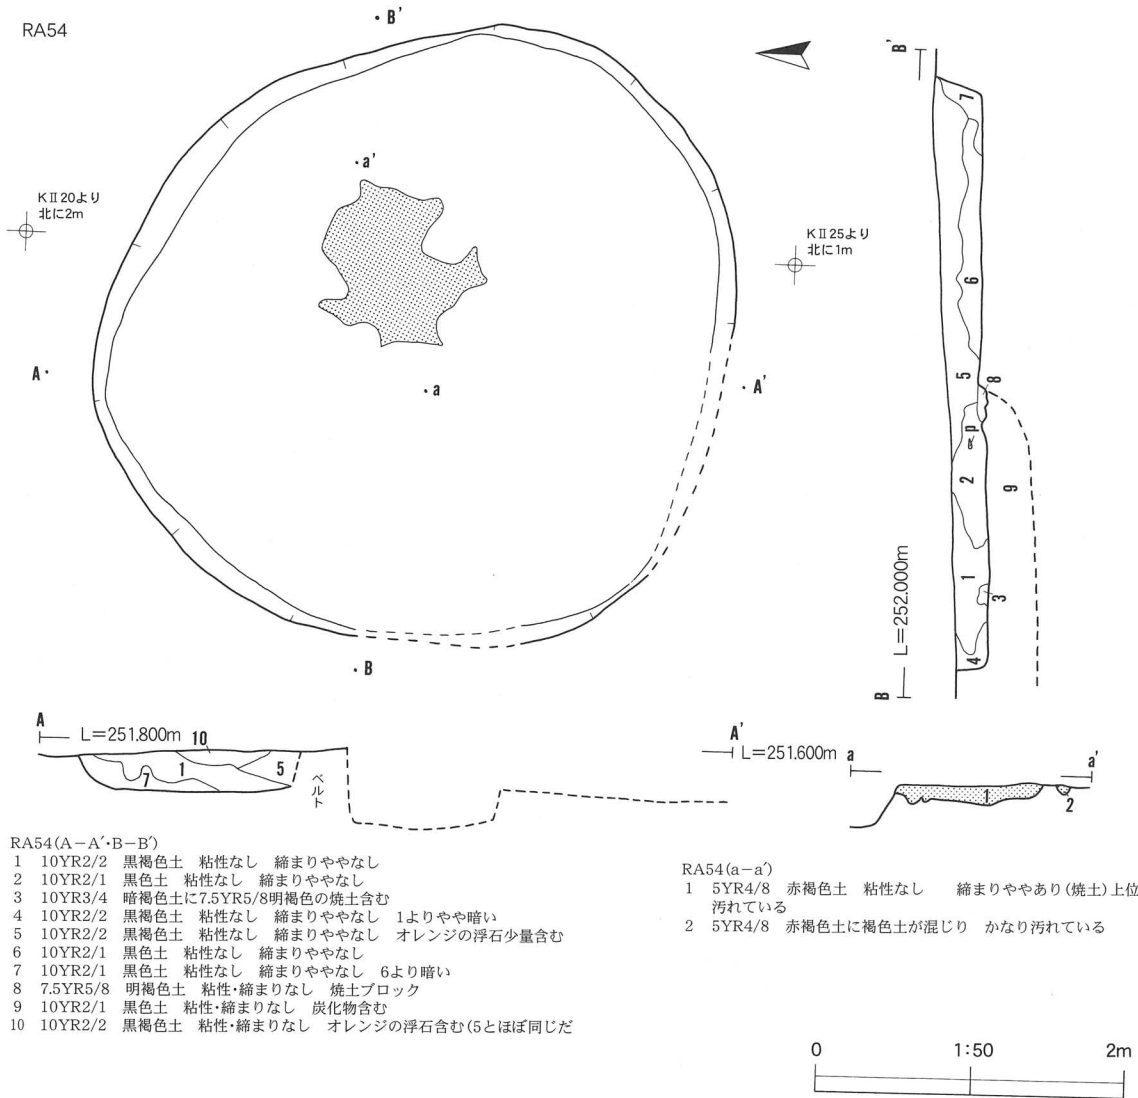 RA54
B'
a'
KⅡ20より
北に2m
KⅡ25より
北に1m
A
a
A'
B
B'
7
6
5
8
p
2
9
1
3
4
B
L=252.000m
A
L=251.800m
10
7
1
5
ベルト
A'
L=251.600m
a
a'
1
2
RA54(A-A'・B-B')
1 10YR2/2 黒褐色土 粘性なし 締まりややなし
2 10YR2/1 黒色土 粘性なし 締まりややなし
3 10YR3/4 暗褐色土に7.5YR5/8明褐色の焼土含む
4 10YR2/2 黒褐色土 粘性なし 締まりややなし 1よりやや暗い
5 10YR2/2 黒褐色土 粘性なし 締まりややなし オレンジの浮石少量含む
6 10YR2/1 黒色土 粘性なし 締まりややなし
7 10YR2/1 黒色土 粘性なし 締まりややなし 6より暗い
8 7.5YR5/8 明褐色土 粘性・締まりなし 焼土ブロック
9 10YR2/1 黒色土 粘性・締まりなし 炭化物含む
10 10YR2/2 黒褐色土 粘性・締まりなし オレンジの浮石含む(5とほぼ同じだ
RA54(a-a')
1 5YR4/8 赤褐色土 粘性なし 締まりややあり(焼土)上位
汚れている
2 5YR4/8 赤褐色土に褐色土が混じり かなり汚れている
0 1:50 2m